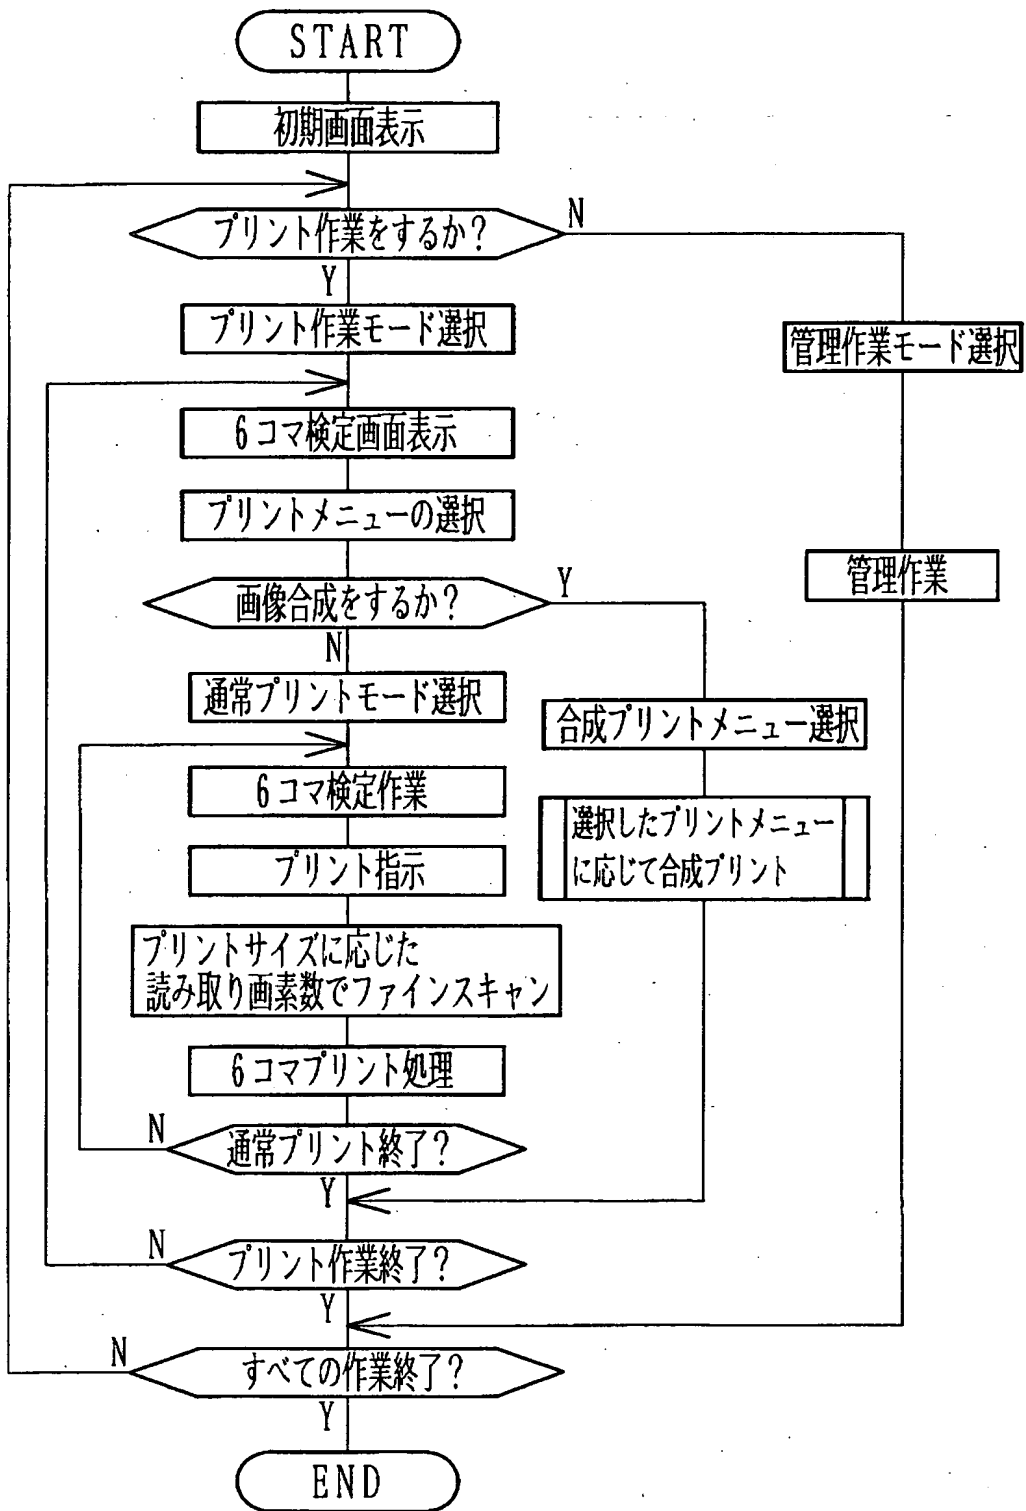 START
初期画面表示
プリント作業をするか?
N
Y
プリント作業モード選択
管理作業モード選択
6コマ検定画面表示
プリントメニューの選択
管理作業
画像合成をするか?
Y
N
通常プリントモード選択
合成プリントメニュー選択
6コマ検定作業
選択したプリントメニュー
に応じて合成プリント
プリント指示
プリントサイズに応じた
読み取り画素数でファインスキャン
6コマプリント処理
N
通常プリント終了?
Y
N
プリント作業終了?
Y
N
すべての作業終了?
Y
END